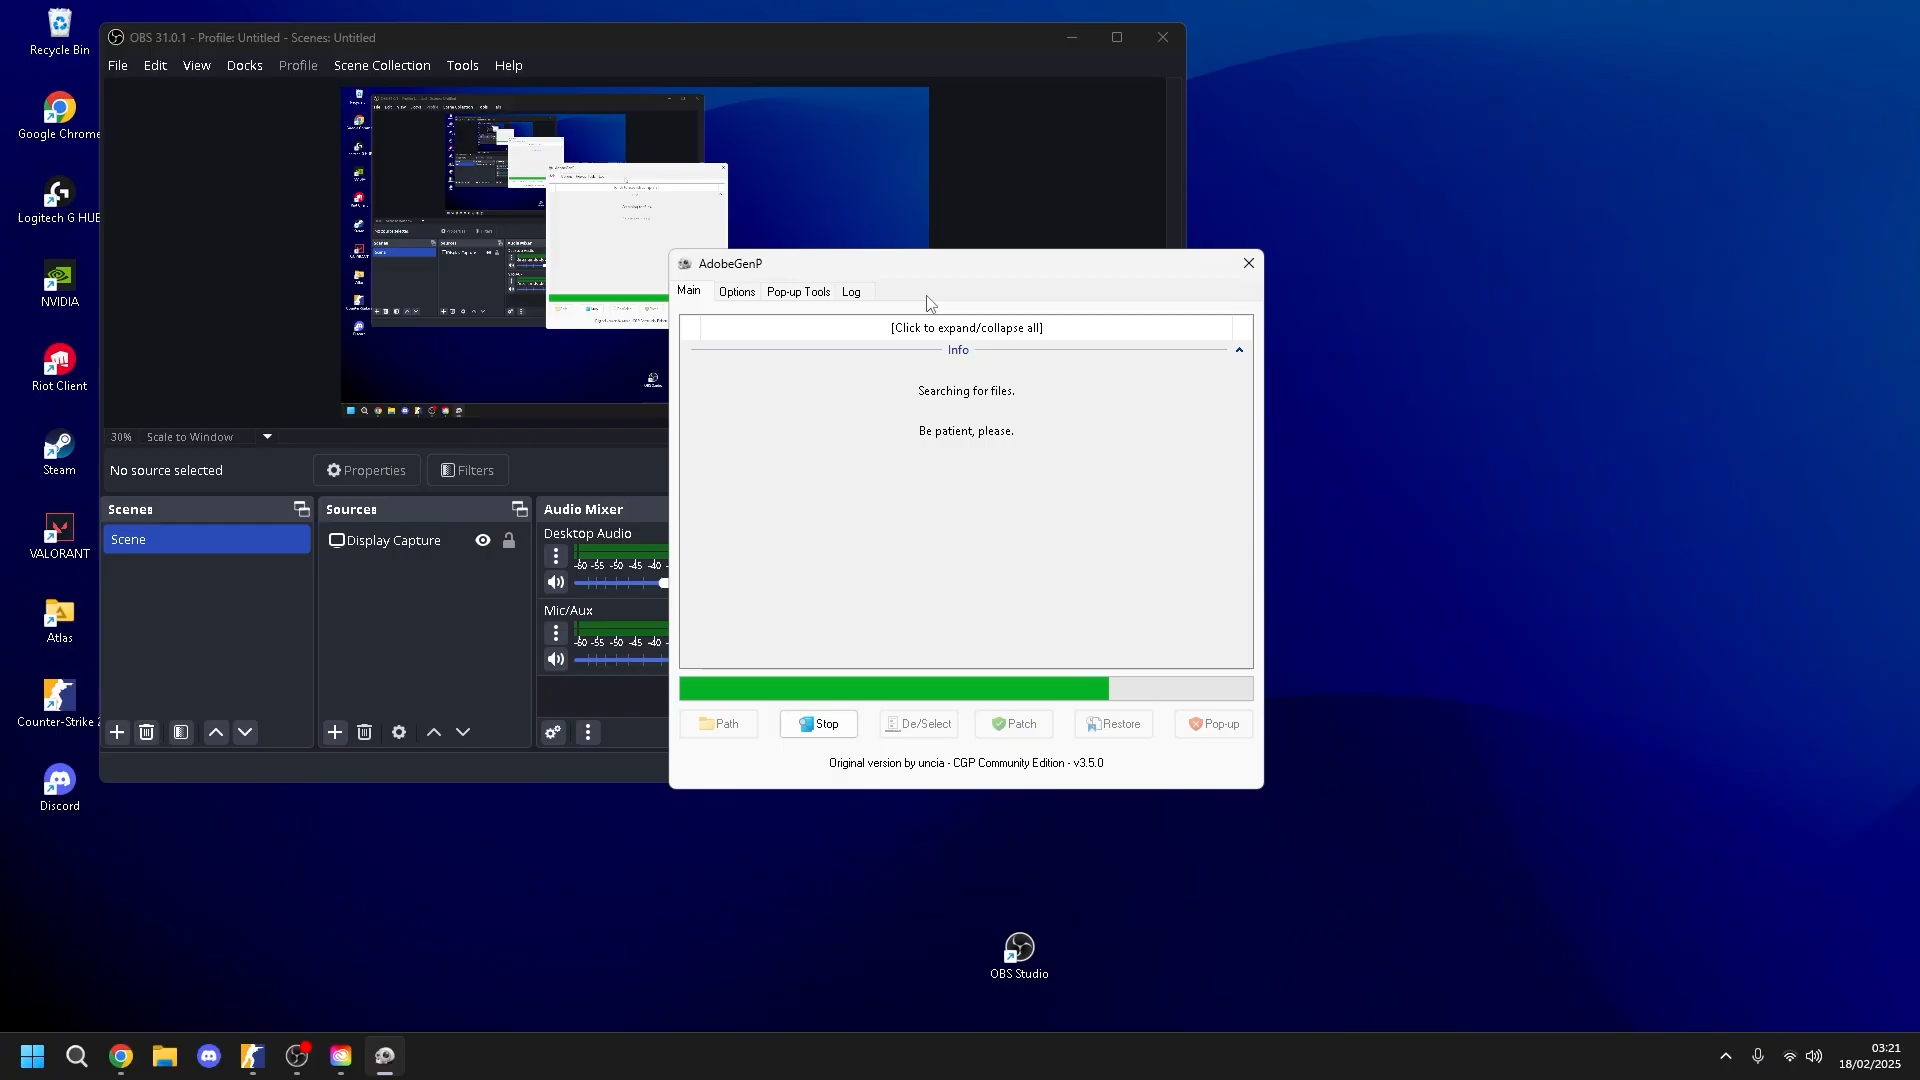 Recycle Bin
Google Chrome
Logitech G HUB
NVIDIA
Riot Client
Steam
VALORANT
Atlas
Counter-Strike 2
Discord
OBS 31.0.1 - Profile: Untitled - Scenes: Untitled
File Edit View Docks Profile Scene Collection Tools Help
30% Scale to Window
No source selected
Properties
Filters
Scenes
Scene
Sources
Display Capture
Audio Mixer
Desktop Audio
-60 -55 -50 -45 -40
Mic/Aux
-60 -55 -50 -45 -40
AdobeGenP
Main Options Pop-up Tools Log
[Click to expand/collapse all]
Info
Searching for files.
Be patient, please.
Path Stop De/Select Patch Restore Pop-up
Original version by uncia - CGP Community Edition - v3.5.0
OBS Studio
03:21
18/02/2025